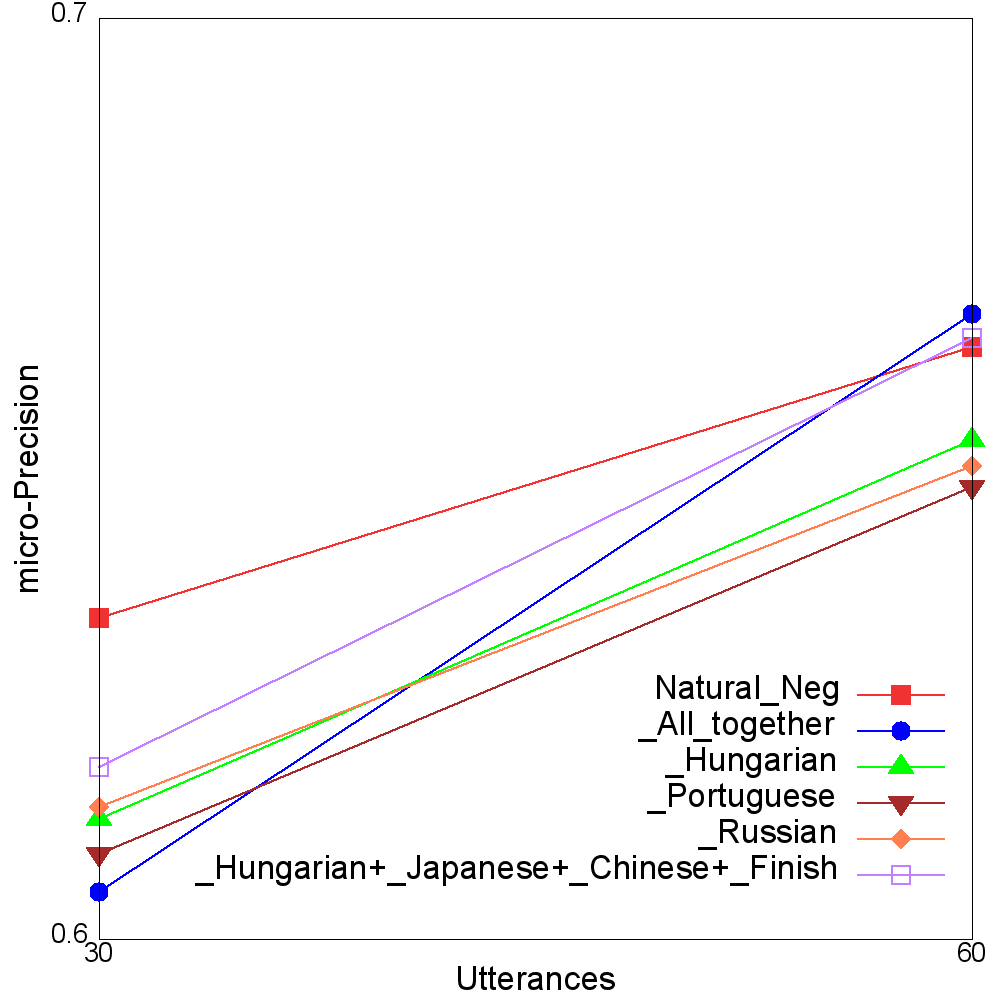 0.7
micro-Precision
Natural_Neg
_All_together
_Hungarian
_Portuguese
_Russian
_Hungarian+_Japanese+_Chinese+_Finish
0.6
30 60
Utterances